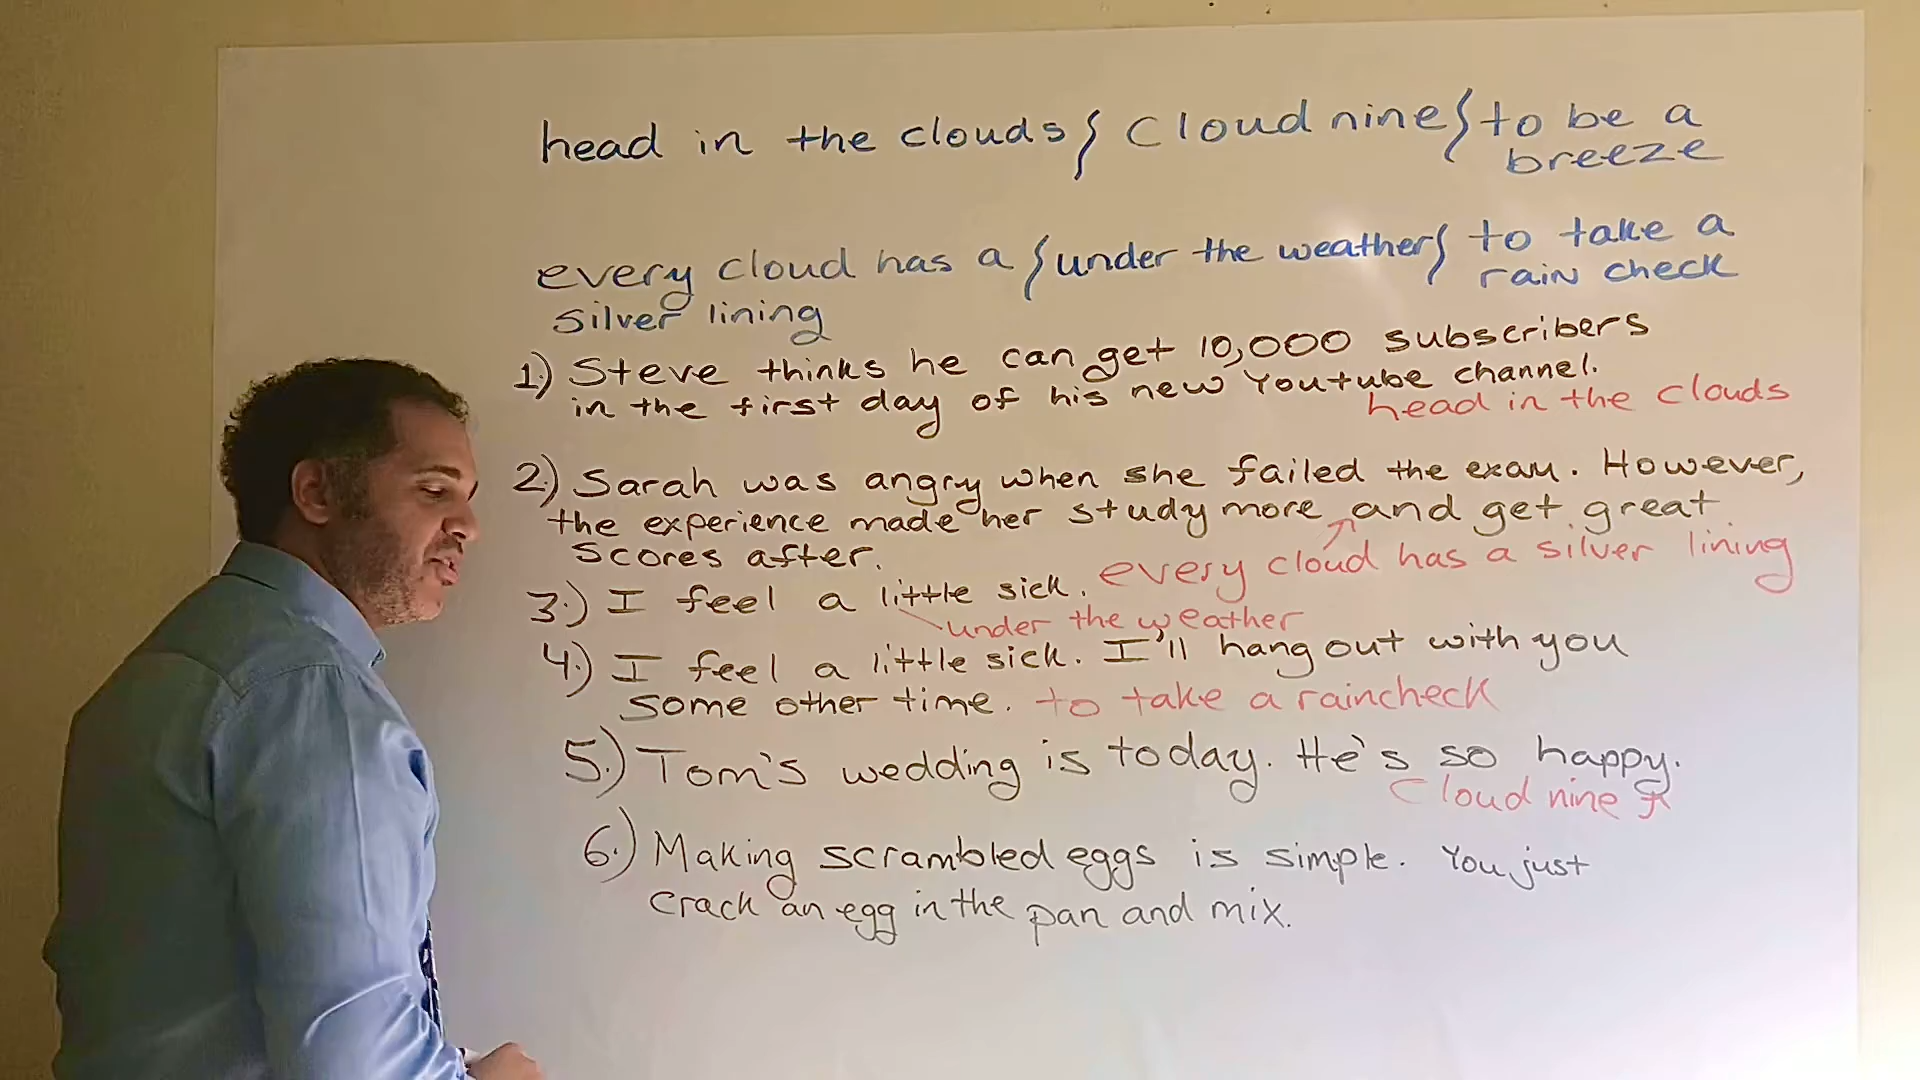 head in the clouds { Cloud nine { to be a
breeze
every cloud has a { under the weather { to take a
rain check
silver lining
1.) Steve thinks he can get 10,000 subscribers
in the first day of his new Youtube channel.
head in the clouds
2.) Sarah was angry when she failed the exam. However,
the experience made her study more and get great
scores after.
every cloud has a silver lining
3.) I feel a little sick.
under the weather
4.) I feel a little sick. I'll hang out with you
some other time. to take a raincheck
5.) Tom's wedding is today. He's so happy.
Cloud nine
6.) Making scrambled eggs is simple. You just
crack an egg in the pan and mix.